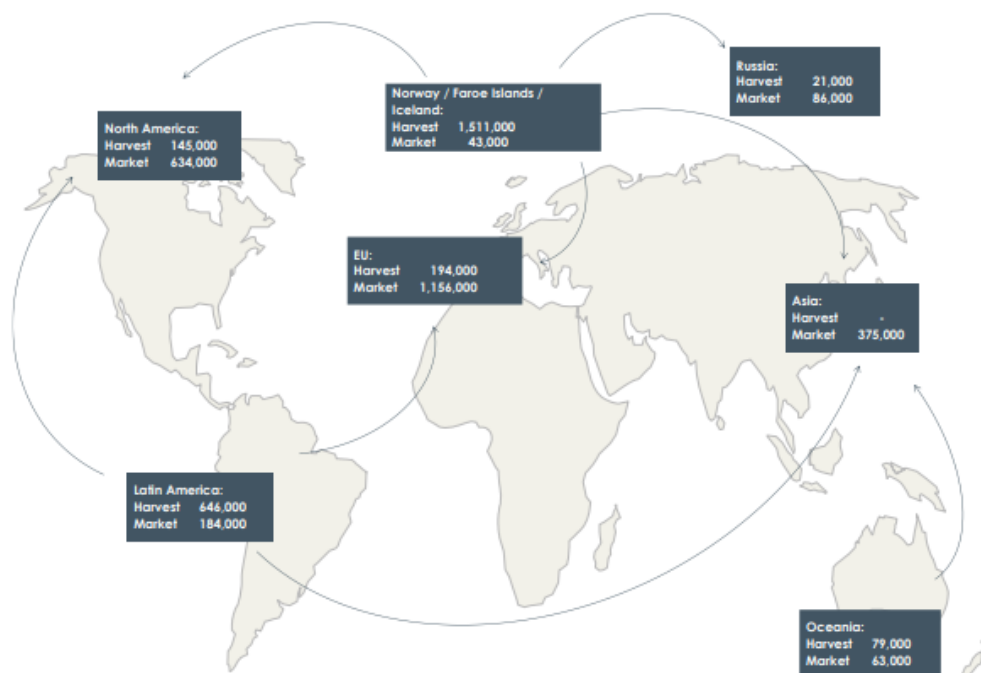 Russia:
Harvest 21,000
Market 86,000
Norway / Faroe Islands /
Iceland:
Harvest 1,511,000
Market 43,000
North America:
Harvest 145,000
Market 634,000
EU:
Harvest 194,000
Market 1,156,000
Asia:
Harvest -
Market 375,000
Latin America:
Harvest 646,000
Market 184,000
Oceania:
Harvest 79,000
Market 63,000